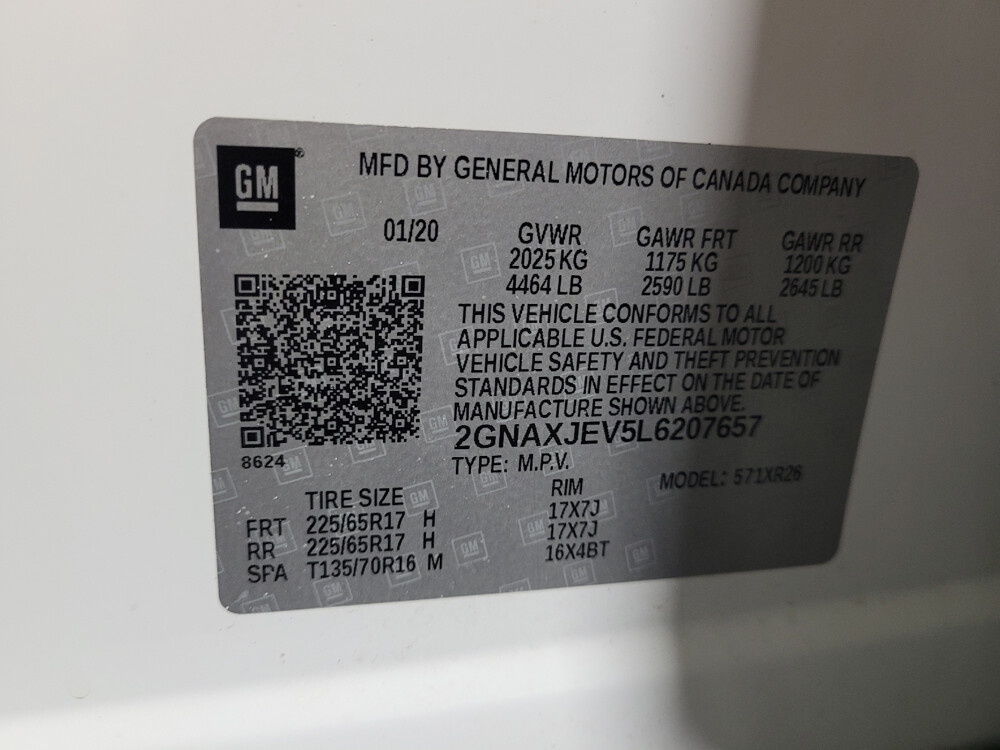 GM
MFD BY GENERAL MOTORS OF CANADA COMPANY
01/20 GVWR GAWR FRT GAWR RR
2025 KG 1175 KG 1200 KG
4464 LB 2590 LB 2645 LB
THIS VEHICLE CONFORMS TO ALL
APPLICABLE U.S. FEDERAL MOTOR
VEHICLE SAFETY AND THEFT PREVENTION
STANDARDS IN EFFECT ON THE DATE OF
MANUFACTURE SHOWN ABOVE.
2GNAXJEV5L6207657
8624
TYPE: M.P.V. MODEL: 571XR26
TIRE SIZE RIM
FRT 225/65R17 H 17X7J
RR 225/65R17 H 17X7J
SPA T135/70R16 M 16X4BT